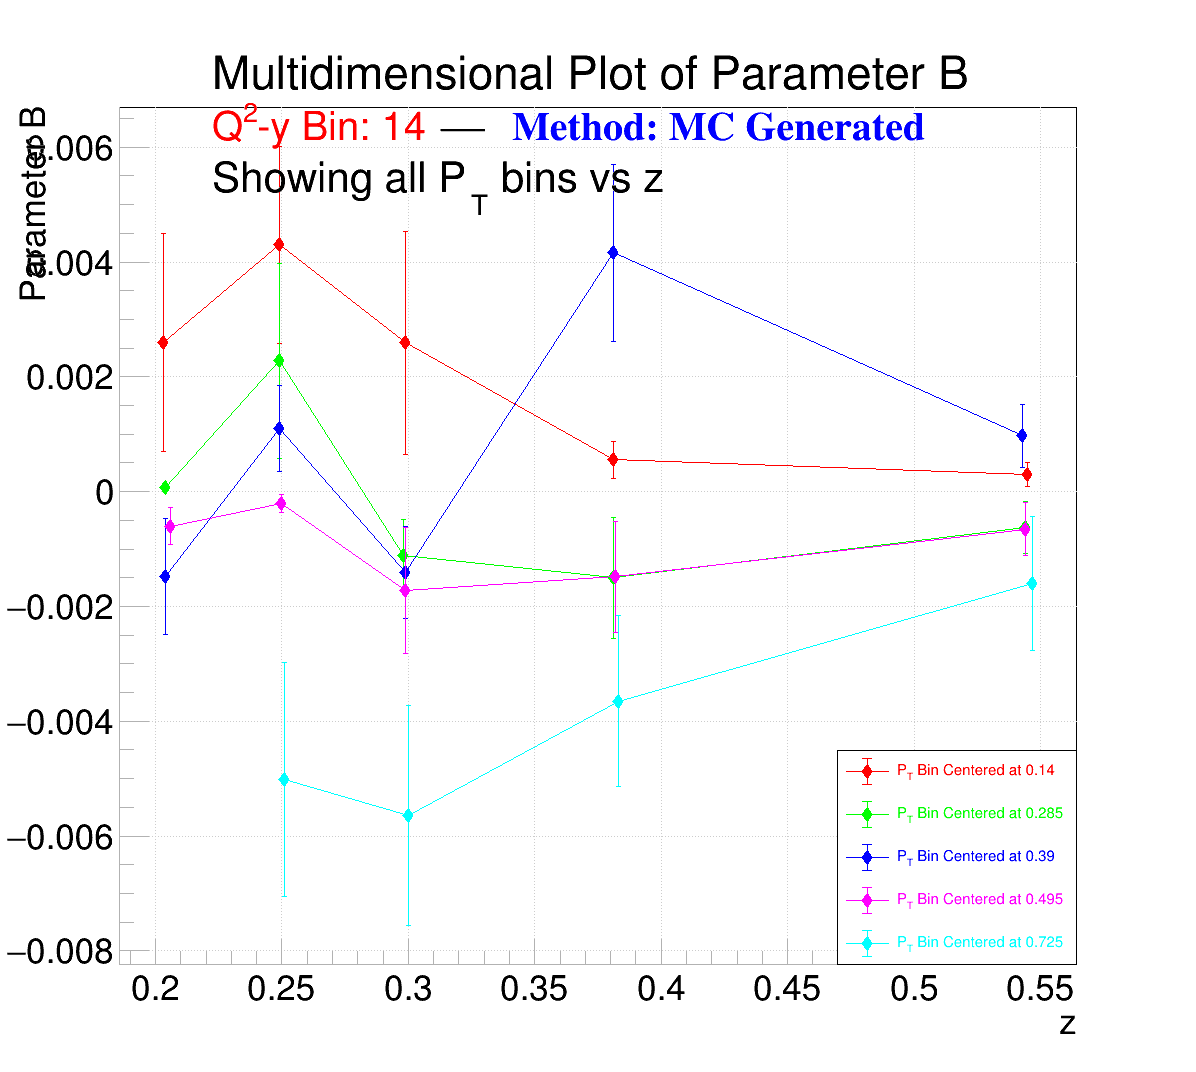 Multidimensional Plot of Parameter B
Q2-y Bin: 14 — Method: MC Generated
Showing all PT bins vs z
Parameter B
0.006
0.004
0.002
0
−0.002
−0.004
−0.006
−0.008
0.2 0.25 0.3 0.35 0.4 0.45 0.5 0.55
z
PT Bin Centered at 0.14
PT Bin Centered at 0.285
PT Bin Centered at 0.39
PT Bin Centered at 0.495
PT Bin Centered at 0.725